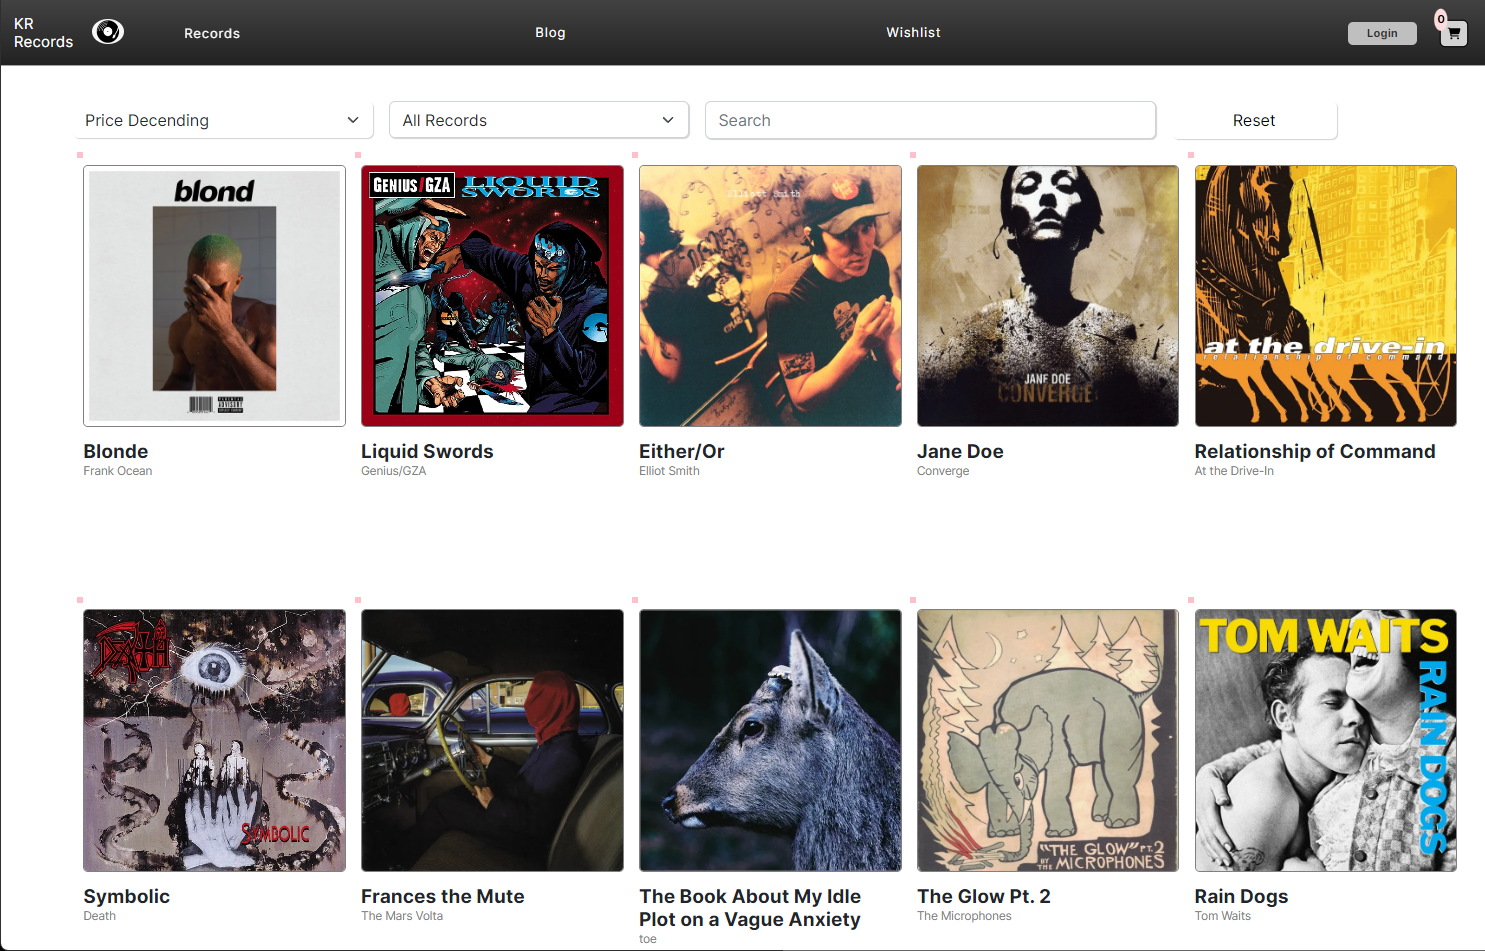 KR
Records
Records
Blog
Wishlist
Login
0
Price Decending
All Records
Search
Reset
blond
GENIUS/GZA LIQUID
SWORDS
Elliott Smith
JANE DOE
CONVERGE
at the drive-in
relationship of command
Blonde
Frank Ocean
Liquid Swords
Genius/GZA
Either/Or
Elliot Smith
Jane Doe
Converge
Relationship of Command
At the Drive-In
DEATH
SYMBOLIC
"THE GLOW" PT. 2
BY THE MICROPHONES
TOM WAITS
RAIN DOGS
Symbolic
Death
Frances the Mute
The Mars Volta
The Book About My Idle
Plot on a Vague Anxiety
toe
The Glow Pt. 2
The Microphones
Rain Dogs
Tom Waits